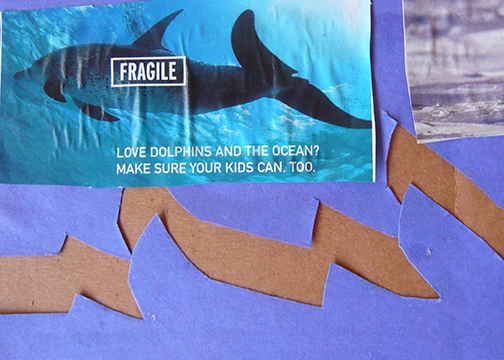 FRAGILE
LOVE DOLPHINS AND THE OCEAN?
MAKE SURE YOUR KIDS CAN, TOO.